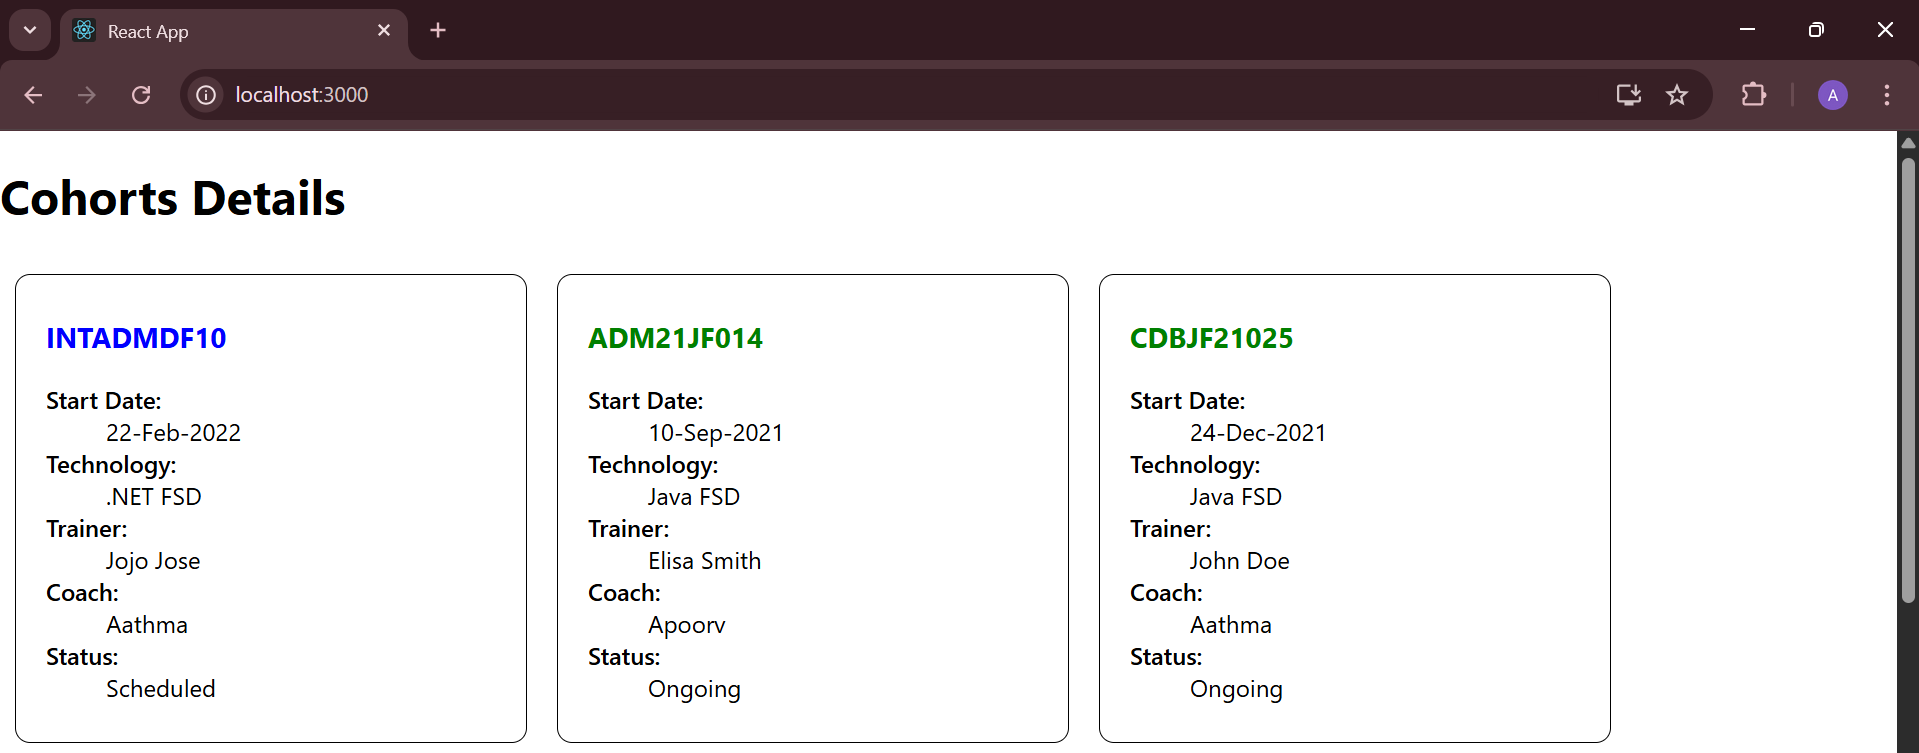 React App
localhost:3000
A
Cohorts Details
INTADMDF10
Start Date:
22-Feb-2022
Technology:
.NET FSD
Trainer:
Jojo Jose
Coach:
Aathma
Status:
Scheduled
ADM21JF014
Start Date:
10-Sep-2021
Technology:
Java FSD
Trainer:
Elisa Smith
Coach:
Apoorv
Status:
Ongoing
CDBJF21025
Start Date:
24-Dec-2021
Technology:
Java FSD
Trainer:
John Doe
Coach:
Aathma
Status:
Ongoing